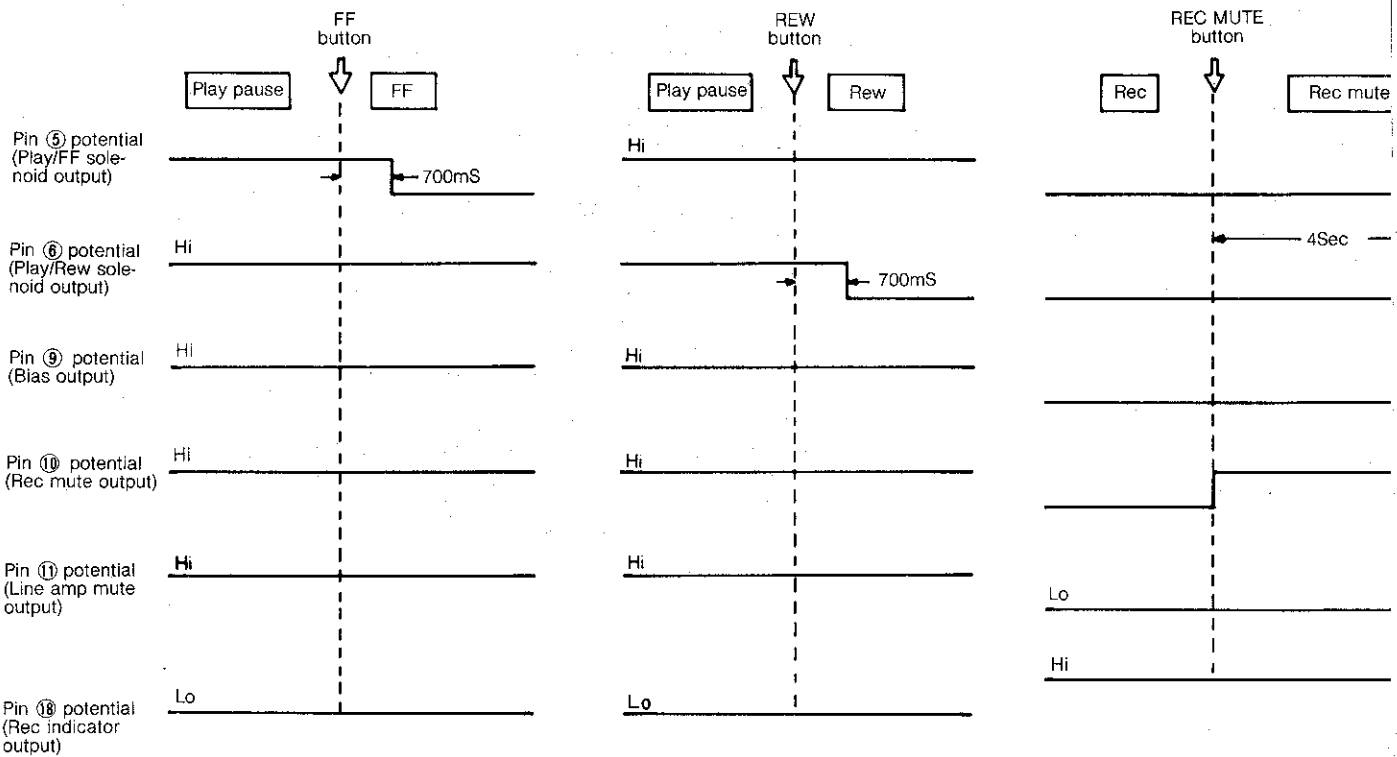 FF
button
REW
button
REC MUTE
button
Play pause
FF
Play pause
Rew
Rec
Rec mute
Pin ⑤ potential
(Play/FF sole-
noid output)
700mS
Hi
Pin ⑥ potential
(Play/Rew sole-
noid output)
Hi
700mS
4Sec
Pin ⑨ potential
(Bias output)
Hi
Hi
Pin ⑩ potential
(Rec mute output)
Hi
Hi
Pin ⑪ potential
(Line amp mute
output)
Hi
Hi
Lo
Hi
Pin ⑱ potential
(Rec indicator
output)
Lo
Lo